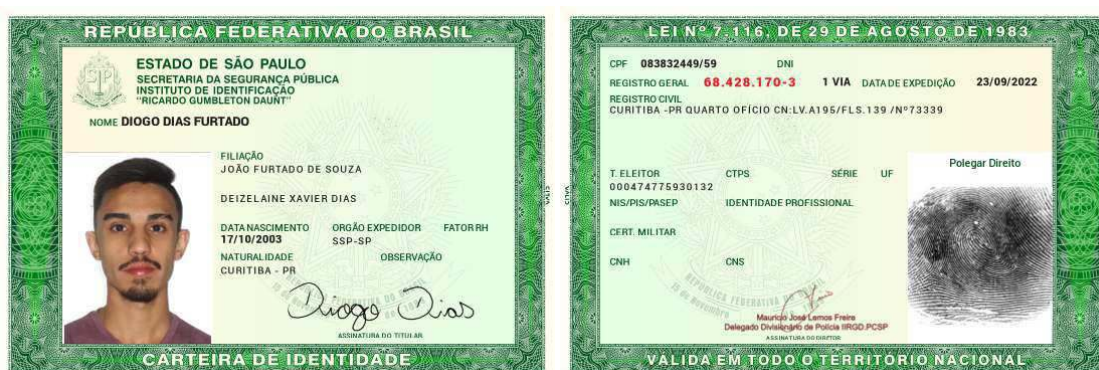 REPÚBLICA FEDERATIVA DO BRASIL
ESTADO DE SÃO PAULO
SECRETARIA DA SEGURANÇA PÚBLICA
INSTITUTO DE IDENTIFICAÇÃO
"RICARDO GUMBLETON DAUNT"
NOME DIOGO DIAS FURTADO
FILIAÇÃO
JOÃO FURTADO DE SOUZA
DEIZELAINE XAVIER DIAS
DATA NASCIMENTO ORGÃO EXPEDIDOR FATOR RH
17/10/2003 SSP-SP
NATURALIDADE OBSERVAÇÃO
CURITIBA - PR
Diogo Dias
ASSINATURA DO TITULAR
CARTEIRA DE IDENTIDADE
LEI Nº 7.116, DE 29 DE AGOSTO DE 1983
CPF 083832449/59 DNI
REGISTRO GERAL 68.428.170-3 1 VIA DATA DE EXPEDIÇÃO 23/09/2022
REGISTRO CIVIL
CURITIBA -PR QUARTO OFÍCIO CN:LV.A195/FLS.139 /Nº73339
Polegar Direito
T. ELEITOR CTPS SÉRIE UF
000474775930132
NIS/PIS/PASEP IDENTIDADE PROFISSIONAL
CERT. MILITAR
CNH CNS
Mauricio José Lemos Freire
Delegado Divisionário de Polícia IIRGD.PCSP
ASSINATURA DO DIRETOR
VALIDA EM TODO O TERRITORIO NACIONAL